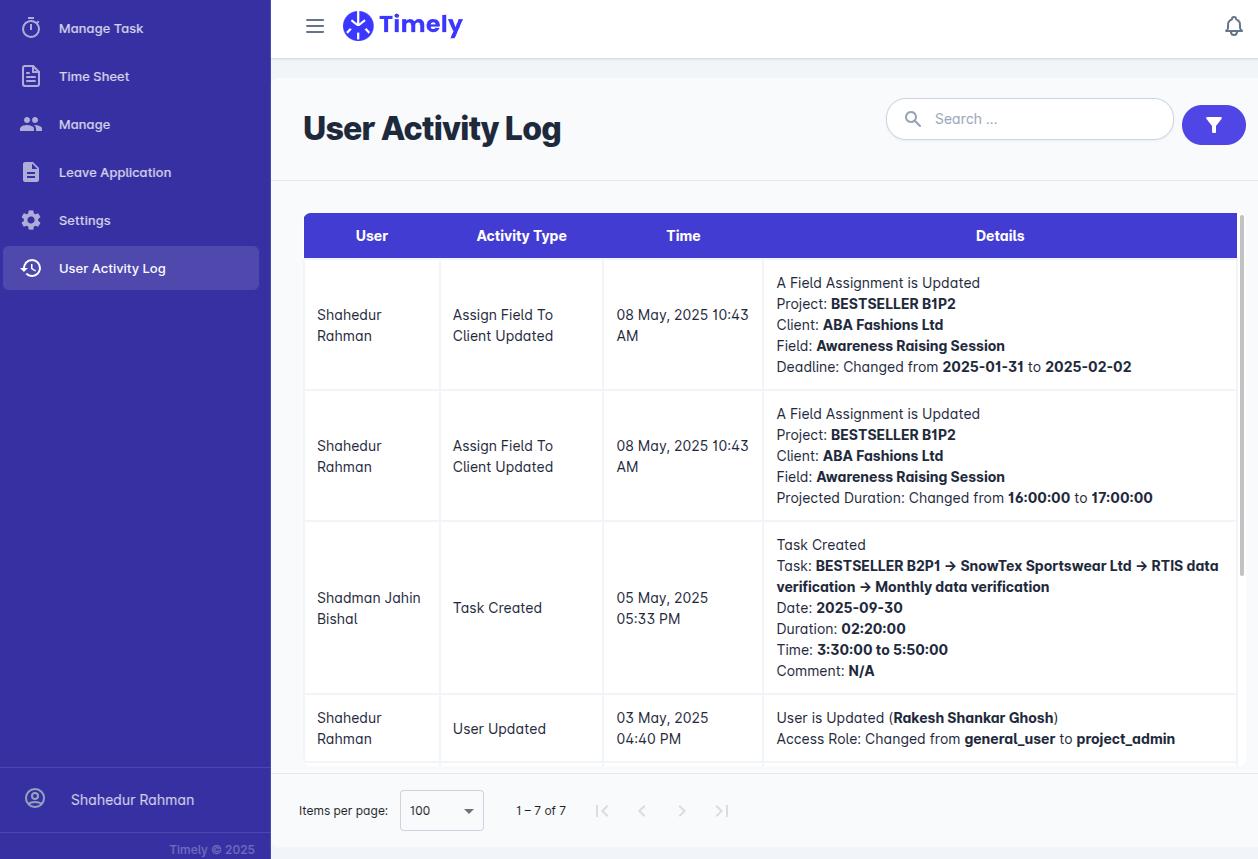 Manage Task
Time Sheet
Manage
Leave Application
Settings
User Activity Log
Shahedur Rahman
Timely © 2025
Timely
User Activity Log
Search ...
User Activity Type Time Details
Shahedur
Rahman
Assign Field To
Client Updated
08 May, 2025 10:43
AM
A Field Assignment is Updated
Project: BESTSELLER B1P2
Client: ABA Fashions Ltd
Field: Awareness Raising Session
Deadline: Changed from 2025-01-31 to 2025-02-02
Shahedur
Rahman
Assign Field To
Client Updated
08 May, 2025 10:43
AM
A Field Assignment is Updated
Project: BESTSELLER B1P2
Client: ABA Fashions Ltd
Field: Awareness Raising Session
Projected Duration: Changed from 16:00:00 to 17:00:00
Shadman Jahin
Bishal
Task Created
05 May, 2025
05:33 PM
Task Created
Task: BESTSELLER B2P1 → SnowTex Sportswear Ltd → RTIS data
verification → Monthly data verification
Date: 2025-09-30
Duration: 02:20:00
Time: 3:30:00 to 5:50:00
Comment: N/A
Shahedur
Rahman
User Updated
03 May, 2025
04:40 PM
User is Updated (Rakesh Shankar Ghosh)
Access Role: Changed from general_user to project_admin
Items per page: 100 1 – 7 of 7